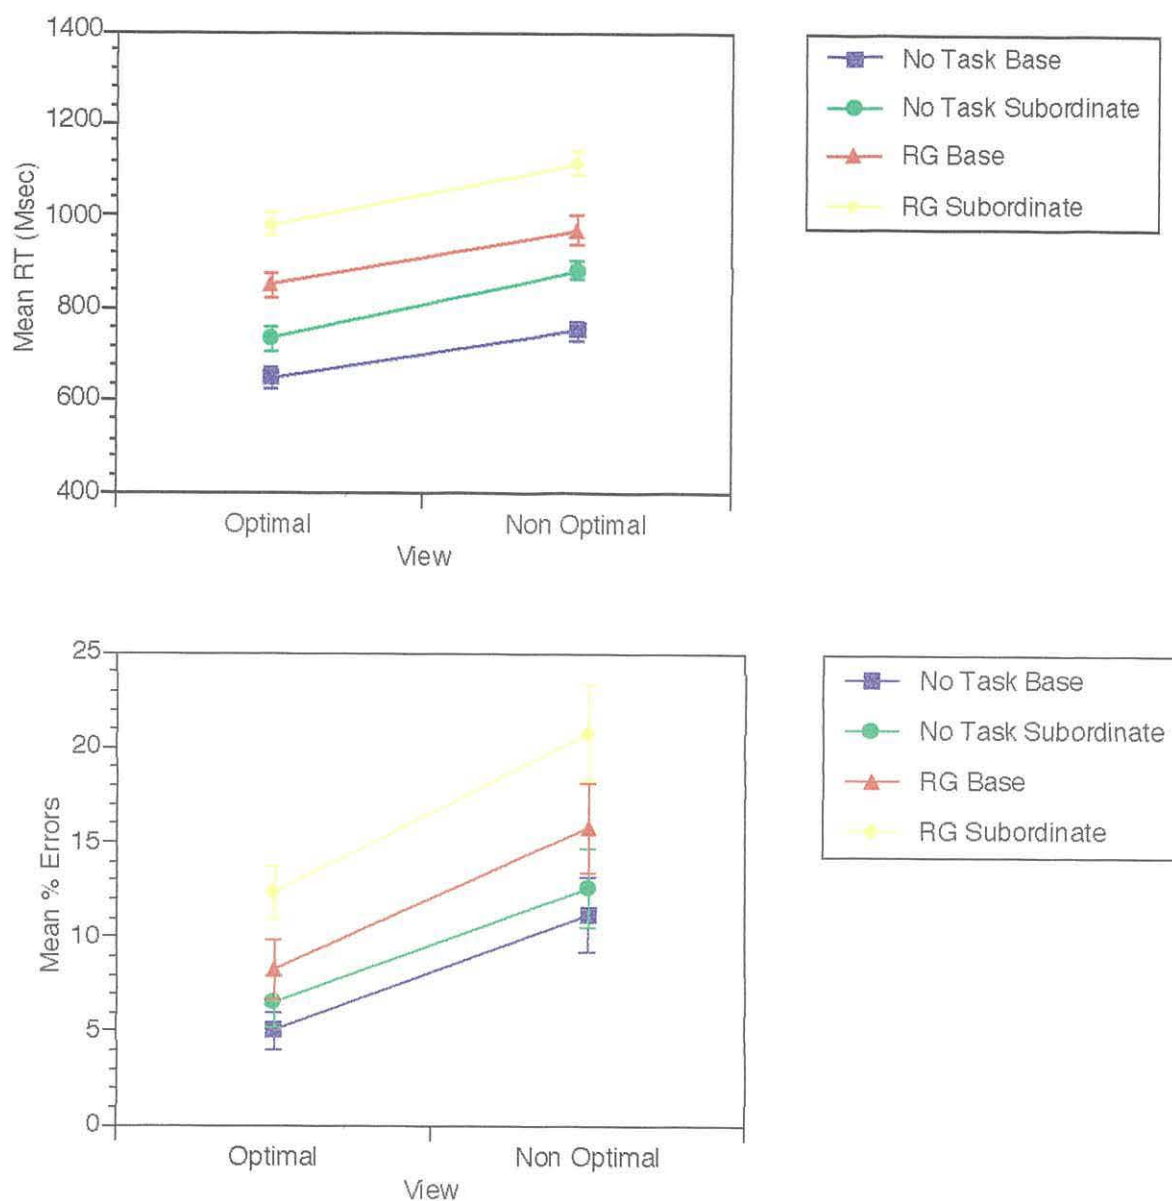 1400
1200
1000
800
600
400
Mean RT (Msec)
Optimal
Non Optimal
View
No Task Base
No Task Subordinate
RG Base
RG Subordinate
25
20
15
10
5
0
Mean % Errors
Optimal
Non Optimal
View
No Task Base
No Task Subordinate
RG Base
RG Subordinate